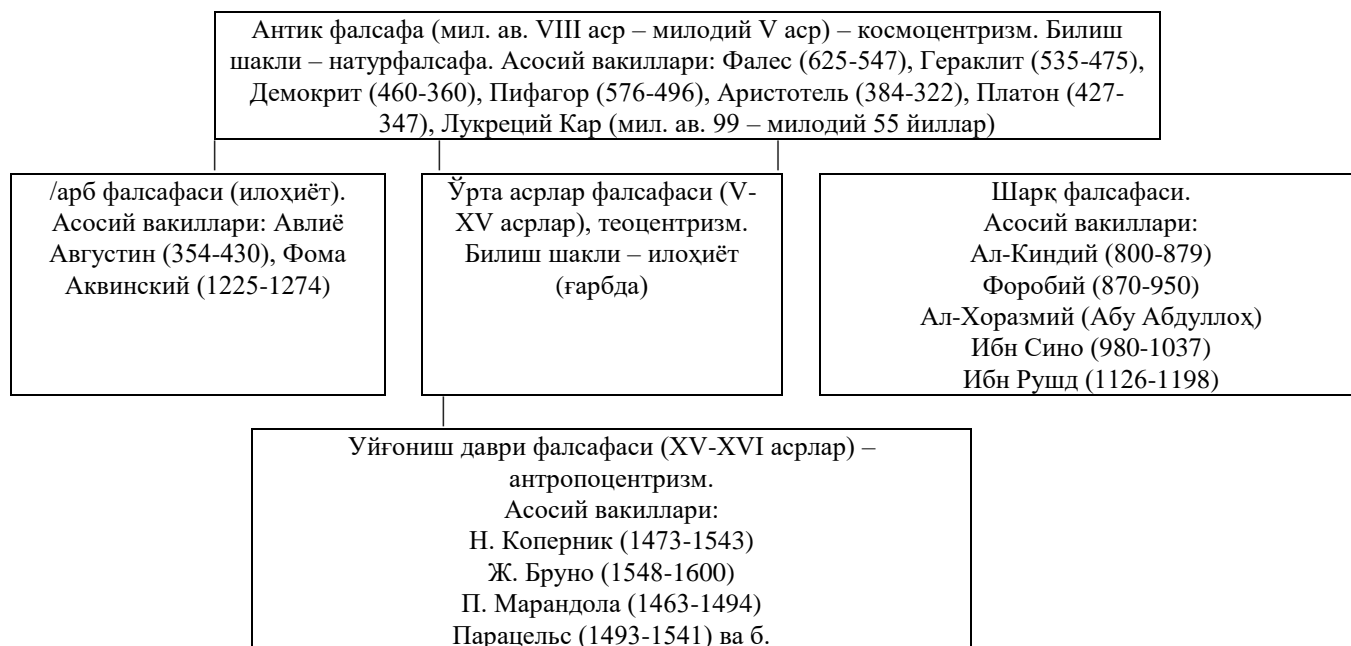 Антик фалсафа (мил. ав. VIII аср – милодий V аср) – космоцентризм. Билиш
шакли – натурфалсафа. Асосий вакиллари: Фалес (625-547), Гераклит (535-475),
Демокрит (460-360), Пифагор (576-496), Аристотель (384-322), Платон (427-
347), Лукреций Кар (мил. ав. 99 – милодий 55 йиллар)
/арб фалсафаси (илоҳиёт).
Асосий вакиллари: Авлиё
Августин (354-430), Фома
Аквинский (1225-1274)
Ўрта асрлар фалсафаси (V-
XV асрлар), теоцентризм.
Билиш шакли – илоҳиёт
(ғарбда)
Шарқ фалсафаси.
Асосий вакиллари:
Ал-Киндий (800-879)
Форобий (870-950)
Ал-Хоразмий (Абу Абдуллоҳ)
Ибн Сино (980-1037)
Ибн Рушд (1126-1198)
Уйғониш даври фалсафаси (XV-XVI асрлар) –
антропоцентризм.
Асосий вакиллари:
Н. Коперник (1473-1543)
Ж. Бруно (1548-1600)
П. Марандола (1463-1494)
Парацельс (1493-1541) ва б.